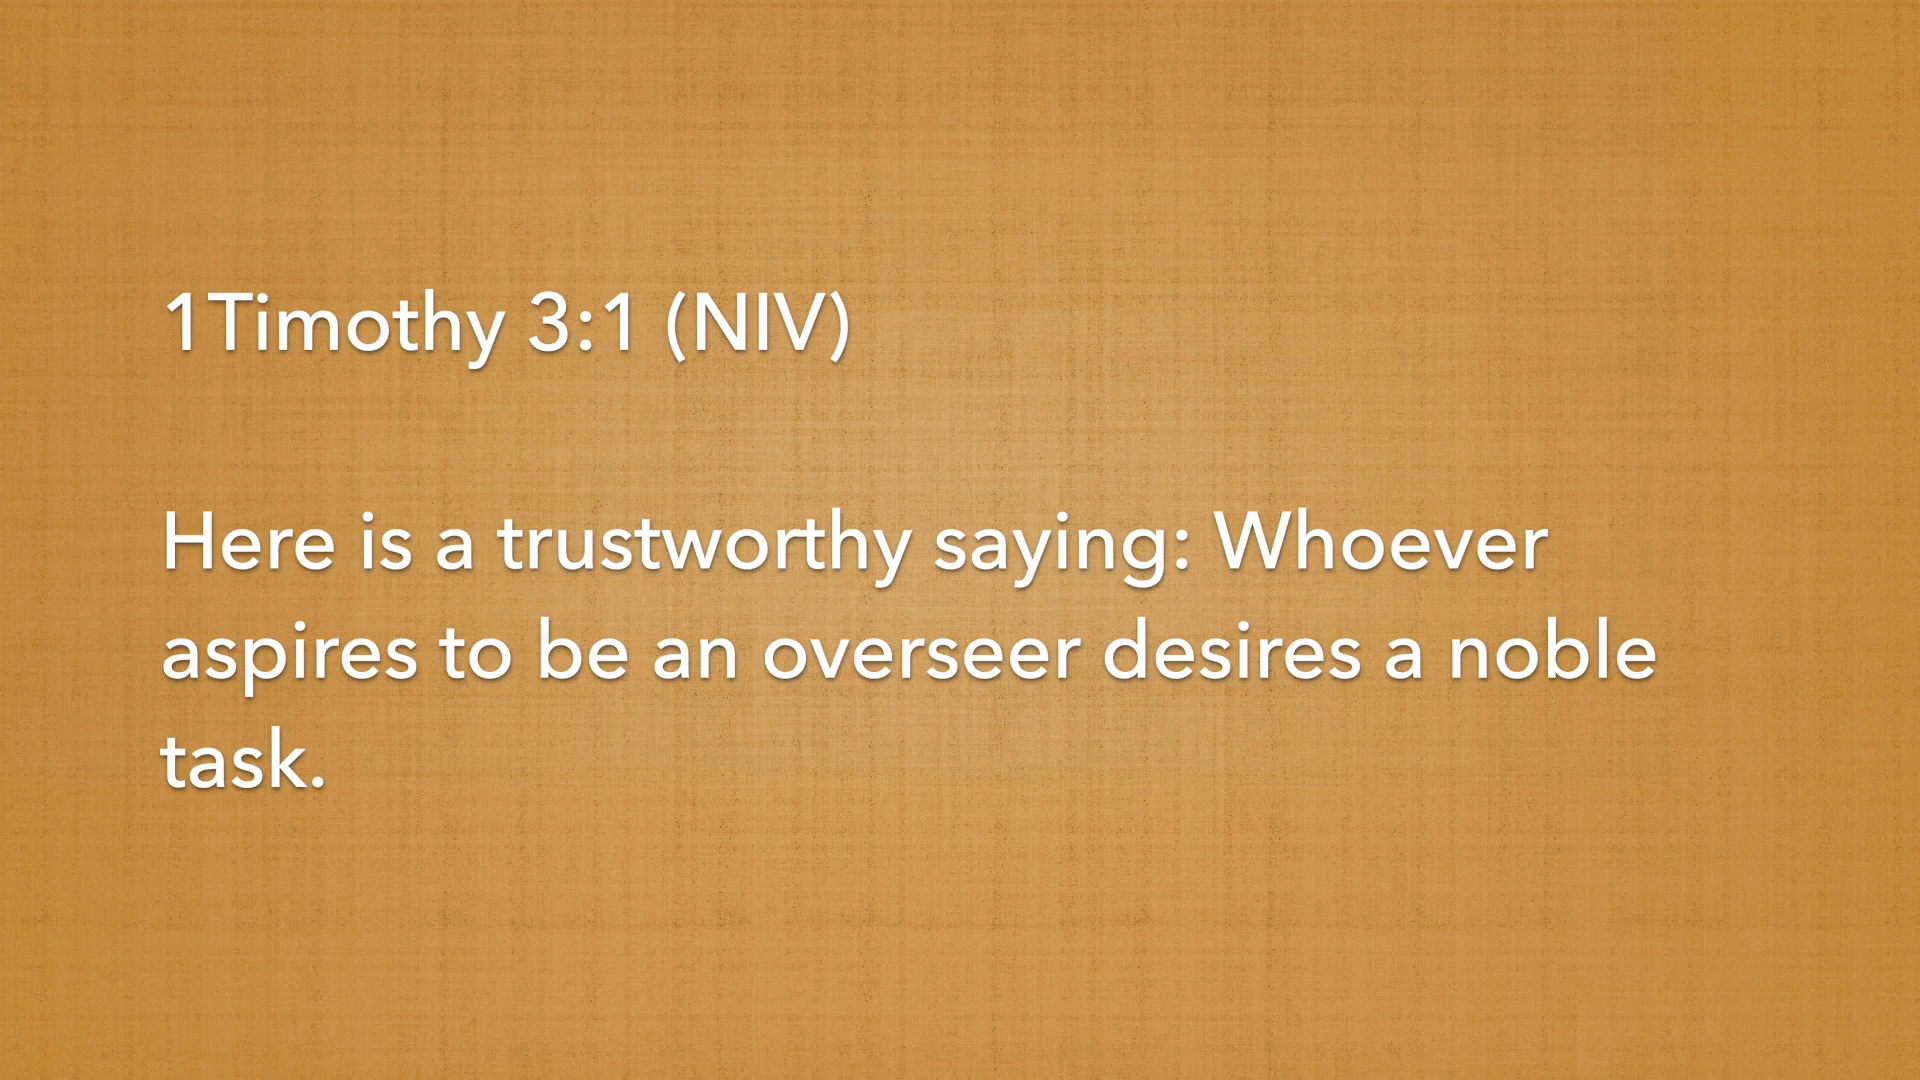 1Timothy 3:1 (NIV)
Here is a trustworthy saying: Whoever
aspires to be an overseer desires a noble
task.